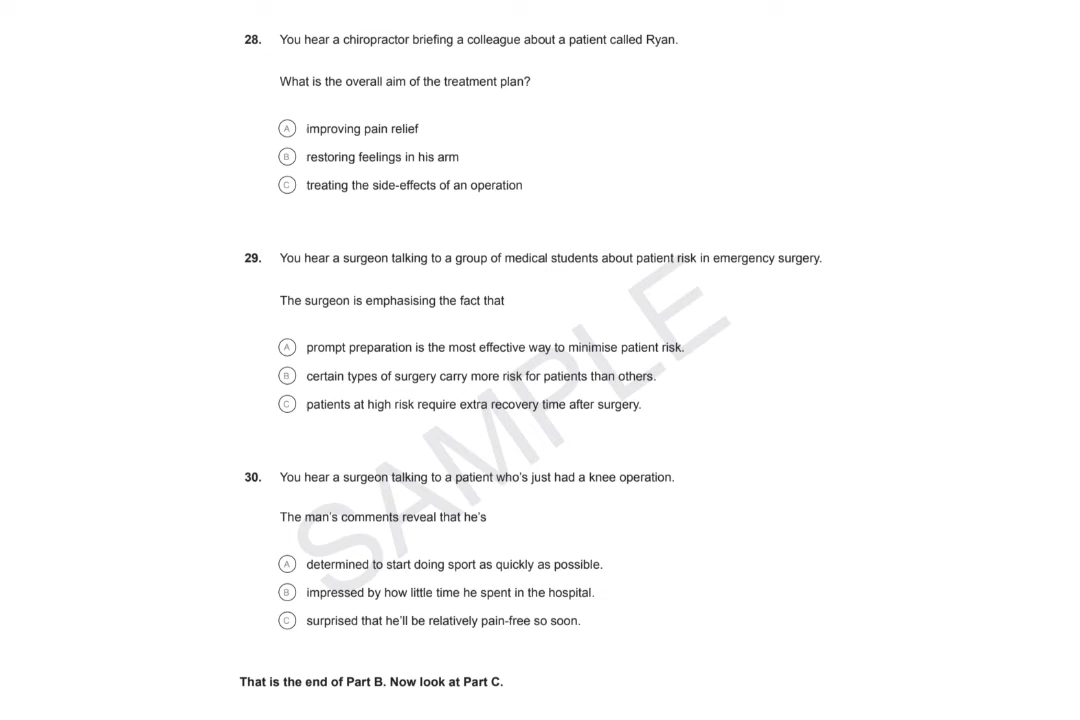 28. You hear a chiropractor briefing a colleague about a patient called Ryan.
What is the overall aim of the treatment plan?
A improving pain relief
B restoring feelings in his arm
C treating the side-effects of an operation
29. You hear a surgeon talking to a group of medical students about patient risk in emergency surgery.
The surgeon is emphasising the fact that
A prompt preparation is the most effective way to minimise patient risk.
B certain types of surgery carry more risk for patients than others.
C patients at high risk require extra recovery time after surgery.
30. You hear a surgeon talking to a patient who's just had a knee operation.
The man's comments reveal that he's
A determined to start doing sport as quickly as possible.
B impressed by how little time he spent in the hospital.
C surprised that he'll be relatively pain-free so soon.
That is the end of Part B. Now look at Part C.
SAMPLE